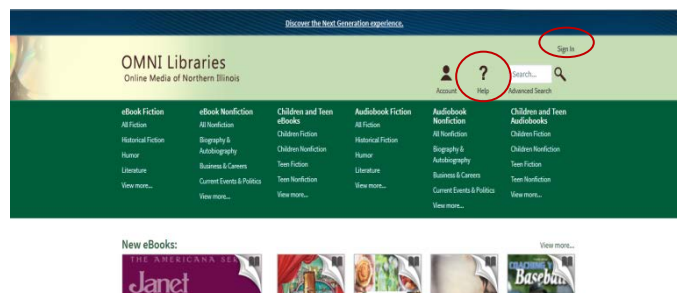 Discover the Next Generation experience.
Sign In
OMNI Libraries
Online Media of Northern Illinois
?
Search...
Account Help Advanced Search
eBook Fiction
All Fiction
Historical Fiction
Humor
Literature
View more...
eBook Nonfiction
All Nonfiction
Biography &
Autobiography
Business & Careers
Current Events & Politics
View more...
Children and Teen
eBooks
Children Fiction
Children Nonfiction
Teen Fiction
Teen Nonfiction
View more...
Audiobook Fiction
All Fiction
Historical Fiction
Humor
Literature
View more...
Audiobook
Nonfiction
All Nonfiction
Biography &
Autobiography
Business & Careers
Current Events & Politics
View more...
Children and Teen
Audiobooks
Children Fiction
Children Nonfiction
Teen Fiction
Teen Nonfiction
View more...
New eBooks: View more...
THE AMERICANA
Janet
COACHING
Baseball